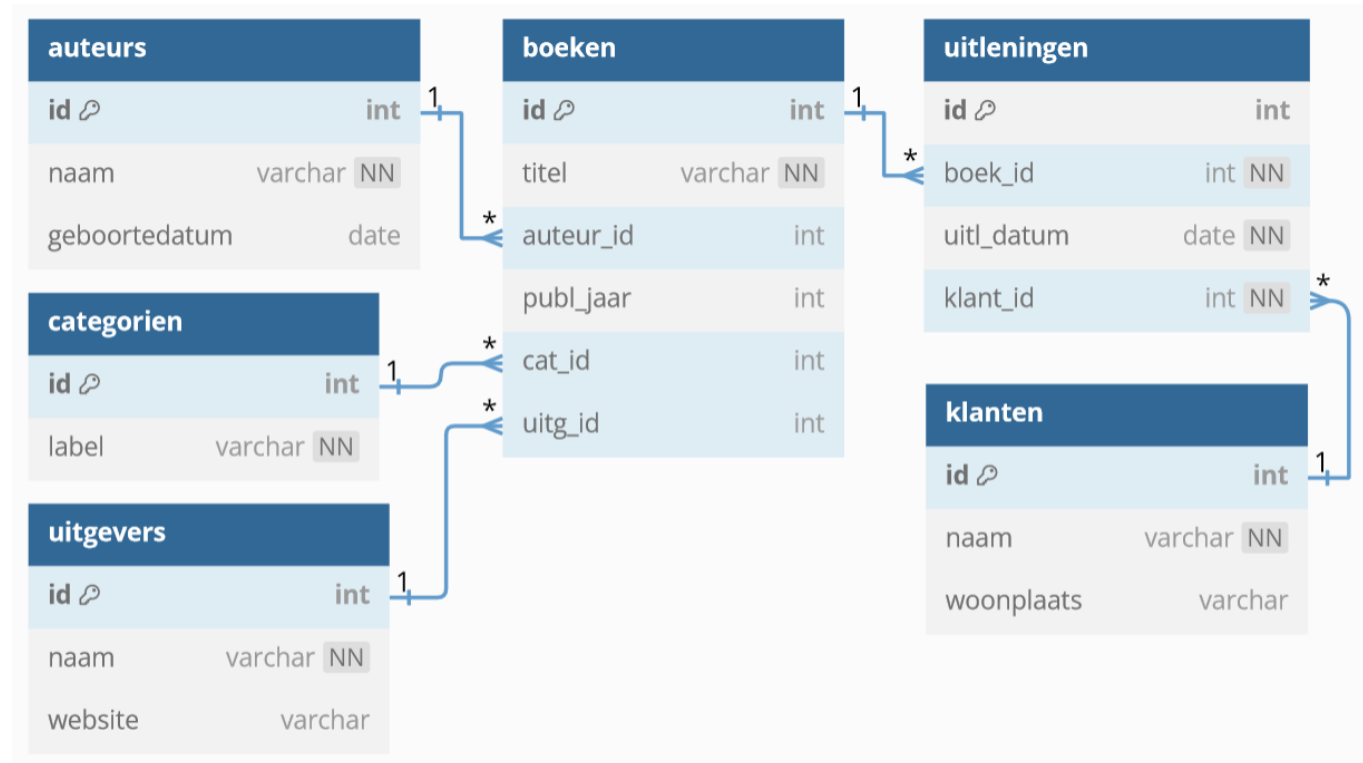 auteurs
id int
naam varchar NN
geboortedatum date
categorien
id int
label varchar NN
uitgevers
id int
naam varchar NN
website varchar
boeken
id int
titel varchar NN
auteur_id int
publ_jaar int
cat_id int
uitg_id int
uitleningen
id int
boek_id int NN
uitl_datum date NN
klant_id int NN
klanten
id int
naam varchar NN
woonplaats varchar
1
*
1
*
1
*
1
*
*
1